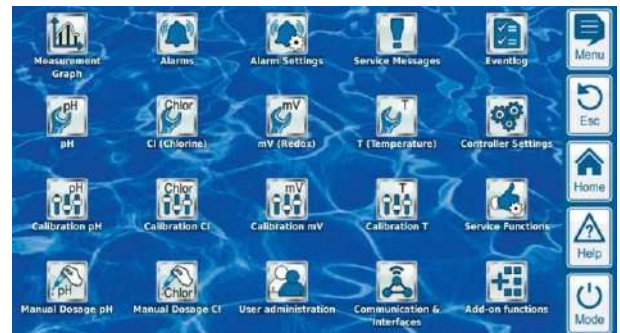 Measurement
Graph
Alarms
Alarm Settings
Service Messages
Eventlog
Menu
pH
pH
Chlor
Cl (Chlorine)
mV
mV (Redox)
T
T (Temperature)
Controller Settings
Esc
Home
pH
Calibration pH
Chlor
Calibration Cl
mV
Calibration mV
T
Calibration T
Service Functions
?
Help
pH
Manual Dosage pH
Chlor
Manual Dosage Cl
User administration
Communication &
Interfaces
Add-on functions
Mode